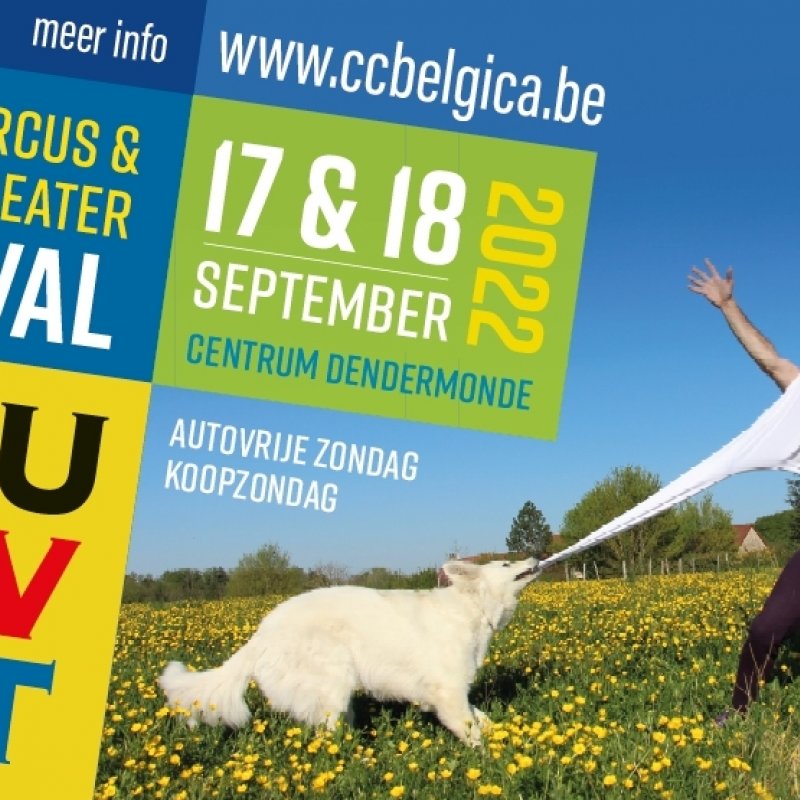 meer info
www.ccbelgica.be
RCUS &
EATER
VAL
17 & 18
SEPTEMBER
2022
CENTRUM DENDERMONDE
AUTOVRIJE ZONDAG
KOOPZONDAG
U
V
T